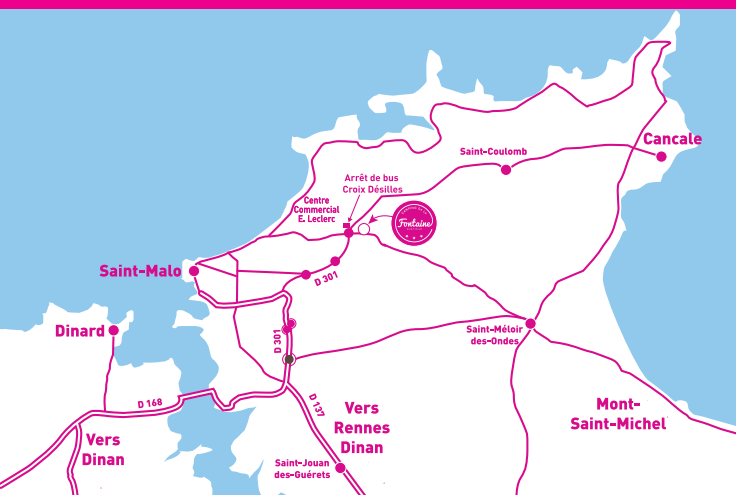 Cancale
Saint-Coulomb
Arrêt de bus
Croix Désilles
Centre
Commercial
E. Leclerc
Fontaine
Saint-Malo
D 301
Dinard
D 301
Saint-Méloir
des-Ondes
D 168
D 137
Vers
Rennes
Dinan
Mont-
Saint-Michel
Vers
Dinan
Saint-Jouan
des-Guérets